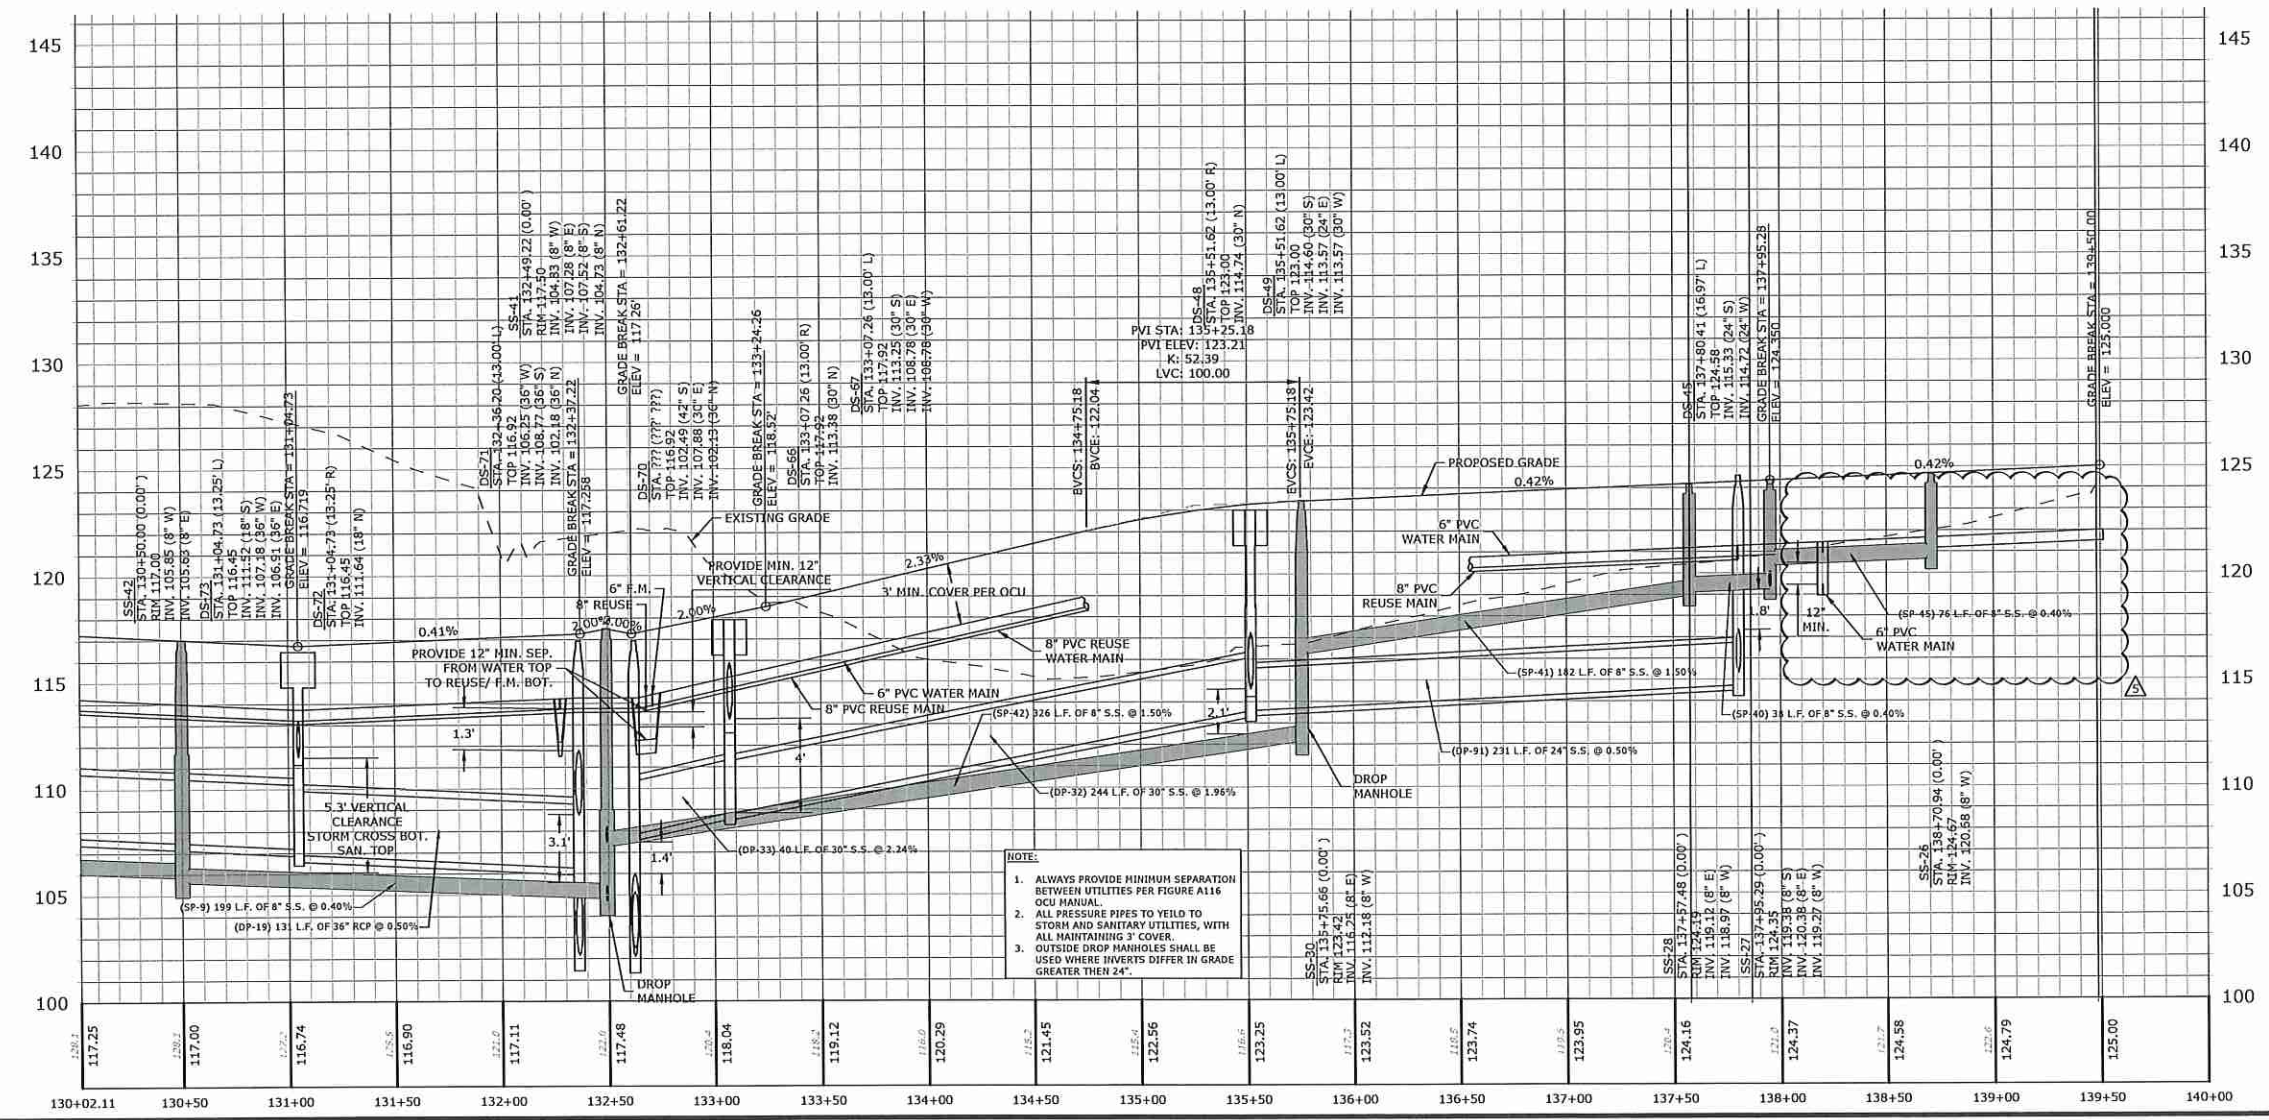 145
140
135
130
125
120
115
110
105
100
SS-42
STA. 130+50.00 (0.00' )
RIM 117.00
INV. 105.85 (8" W)
INV. 105.63 (8" E)
DS-73
STA. 131+04.73 (13.25' L)
TOP 116.45
INV. 111.52 (18" S)
INV. 107.18 (36" W)
INV. 106.91 (36" E)
GRADE BREAK STA = 131+04.73
ELEV = 116.719
DS-72
STA. 131+04.73 (13.25' R)
TOP 116.45
INV. 111.64 (18" N)
DS-71
STA. 132+36.20 (13.00' L)
TOP 116.92
INV. 106.25 (36" W)
INV. 108.77 (36" S)
INV. 102.18 (36" N)
SS-41
STA. 132+49.22 (0.00' )
RIM 117.50
INV. 104.83 (8" W)
INV. 107.28 (8" E)
INV. 107.52 (8" S)
INV. 104.73 (8" N)
GRADE BREAK STA = 132+37.22
ELEV = 117.258
GRADE BREAK STA = 132+61.22
ELEV = 117.26'
DS-70
STA. ??? (???' ???)
TOP 116.92
INV. 102.49 (42" S)
INV. 107.88 (30" E)
INV. 102.13 (36" N)
GRADE BREAK STA = 133+24.26
ELEV = 118.52'
DS-66
STA. 133+07.26 (13.00' R)
TOP 117.92
INV. 113.38 (30" N)
DS-67
STA. 133+07.26 (13.00' L)
TOP 117.92
INV. 113.25 (30" S)
INV. 108.78 (30" E)
INV. 108.78 (30" W)
PVI STA: 135+25.18
PVI ELEV: 123.21
K: 52.39
LVC: 100.00
BVCS: 134+75.18
BVCE: 122.04
DS-48
STA. 135+51.62 (13.00' R)
TOP 123.00
INV. 114.74 (30" N)
DS-49
STA. 135+51.62 (13.00' L)
TOP 123.00
INV. 114.60 (30" S)
INV. 113.57 (24" E)
INV. 113.57 (30" W)
EVCS: 135+75.18
EVCE: 123.42
DS-45
STA. 137+80.41 (16.97' L)
TOP 124.58
INV. 115.33 (24" S)
INV. 114.72 (24" W)
GRADE BREAK STA = 137+95.28
ELEV = 124.350
GRADE BREAK STA = 139+50.00
ELEV = 125.000
EXISTING GRADE
PROPOSED GRADE
0.42%
0.42%
0.41%
2.00%
2.00%
2.00%
2.33%
6" F.M.
8" REUSE
PROVIDE MIN. 12"
VERTICAL CLEARANCE
3' MIN. COVER PER OCU
PROVIDE 12" MIN. SEP.
FROM WATER TOP
TO REUSE/ F.M. BOT.
8" PVC REUSE
WATER MAIN
6" PVC WATER MAIN
8" PVC REUSE MAIN
6" PVC
WATER MAIN
8" PVC
REUSE MAIN
1.3'
3.1'
1.4'
4'
2.1'
1.8'
12"
MIN.
6" PVC
WATER MAIN
5
5.3' VERTICAL
CLEARANCE
STORM CROSS BOT.
SAN. TOP
(SP-9) 199 L.F. OF 8" S.S. @ 0.40%
(DP-19) 131 L.F. OF 36" RCP @ 0.50%
(DP-33) 40 L.F. OF 30" S.S. @ 2.24%
(SP-42) 326 L.F. OF 8" S.S. @ 1.50%
(DP-32) 244 L.F. OF 30" S.S. @ 1.96%
(SP-41) 182 L.F. OF 8" S.S. @ 1.50%
(DP-91) 231 L.F. OF 24" S.S. @ 0.50%
(SP-40) 38 L.F. OF 8" S.S. @ 0.40%
(SP-45) 76 L.F. OF 8" S.S. @ 0.40%
DROP
MANHOLE
DROP
MANHOLE
NOTE:
1. ALWAYS PROVIDE MINIMUM SEPARATION
BETWEEN UTILITIES PER FIGURE A116
OCU MANUAL.
2. ALL PRESSURE PIPES TO YEILD TO
STORM AND SANITARY UTILITIES, WITH
ALL MAINTAINING 3' COVER.
3. OUTSIDE DROP MANHOLES SHALL BE
USED WHERE INVERTS DIFFER IN GRADE
GREATER THEN 24".
SS-30
STA. 135+75.66 (0.00' )
RIM 123.42
INV. 116.25 (8" E)
INV. 112.18 (8" W)
SS-28
STA. 137+57.48 (0.00' )
RIM 124.19
INV. 119.12 (8" E)
INV. 118.97 (8" W)
SS-27
STA. 137+95.29 (0.00' )
RIM 124.35
INV. 119.38 (8" S)
INV. 120.38 (8" E)
INV. 119.27 (8" W)
SS-26
STA. 138+70.94 (0.00' )
RIM 124.67
INV. 120.68 (8" W)
145
140
135
130
125
120
115
110
105
100
117.25
117.00
116.74
116.90
117.11
117.48
118.04
119.12
120.29
121.45
122.56
123.25
123.52
123.74
123.95
124.16
124.37
124.58
124.79
125.00
130+02.11
130+50
131+00
131+50
132+00
132+50
133+00
133+50
134+00
134+50
135+00
135+50
136+00
136+50
137+00
137+50
138+00
138+50
139+00
139+50
140+00